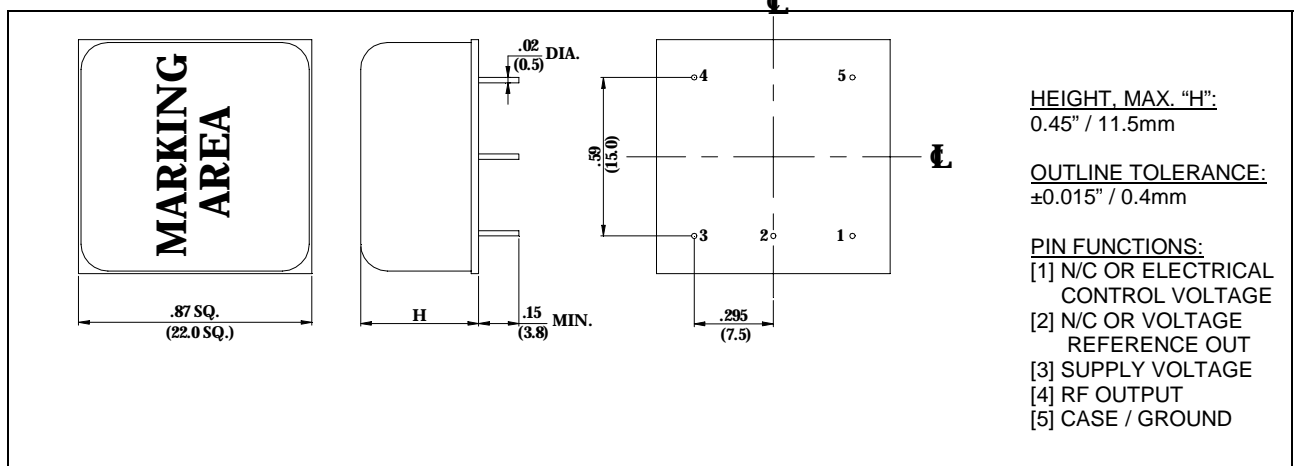 MARKING
AREA
.87 SQ.
(22.0 SQ.)
.02
(0.5) DIA.
H
.15
(3.8) MIN.
℄
4
5
.59
(15.0)
℄
3
2
1
.295
(7.5)
HEIGHT, MAX. “H”:
0.45” / 11.5mm
OUTLINE TOLERANCE:
±0.015” / 0.4mm
PIN FUNCTIONS:
[1] N/C OR ELECTRICAL
CONTROL VOLTAGE
[2] N/C OR VOLTAGE
REFERENCE OUT
[3] SUPPLY VOLTAGE
[4] RF OUTPUT
[5] CASE / GROUND